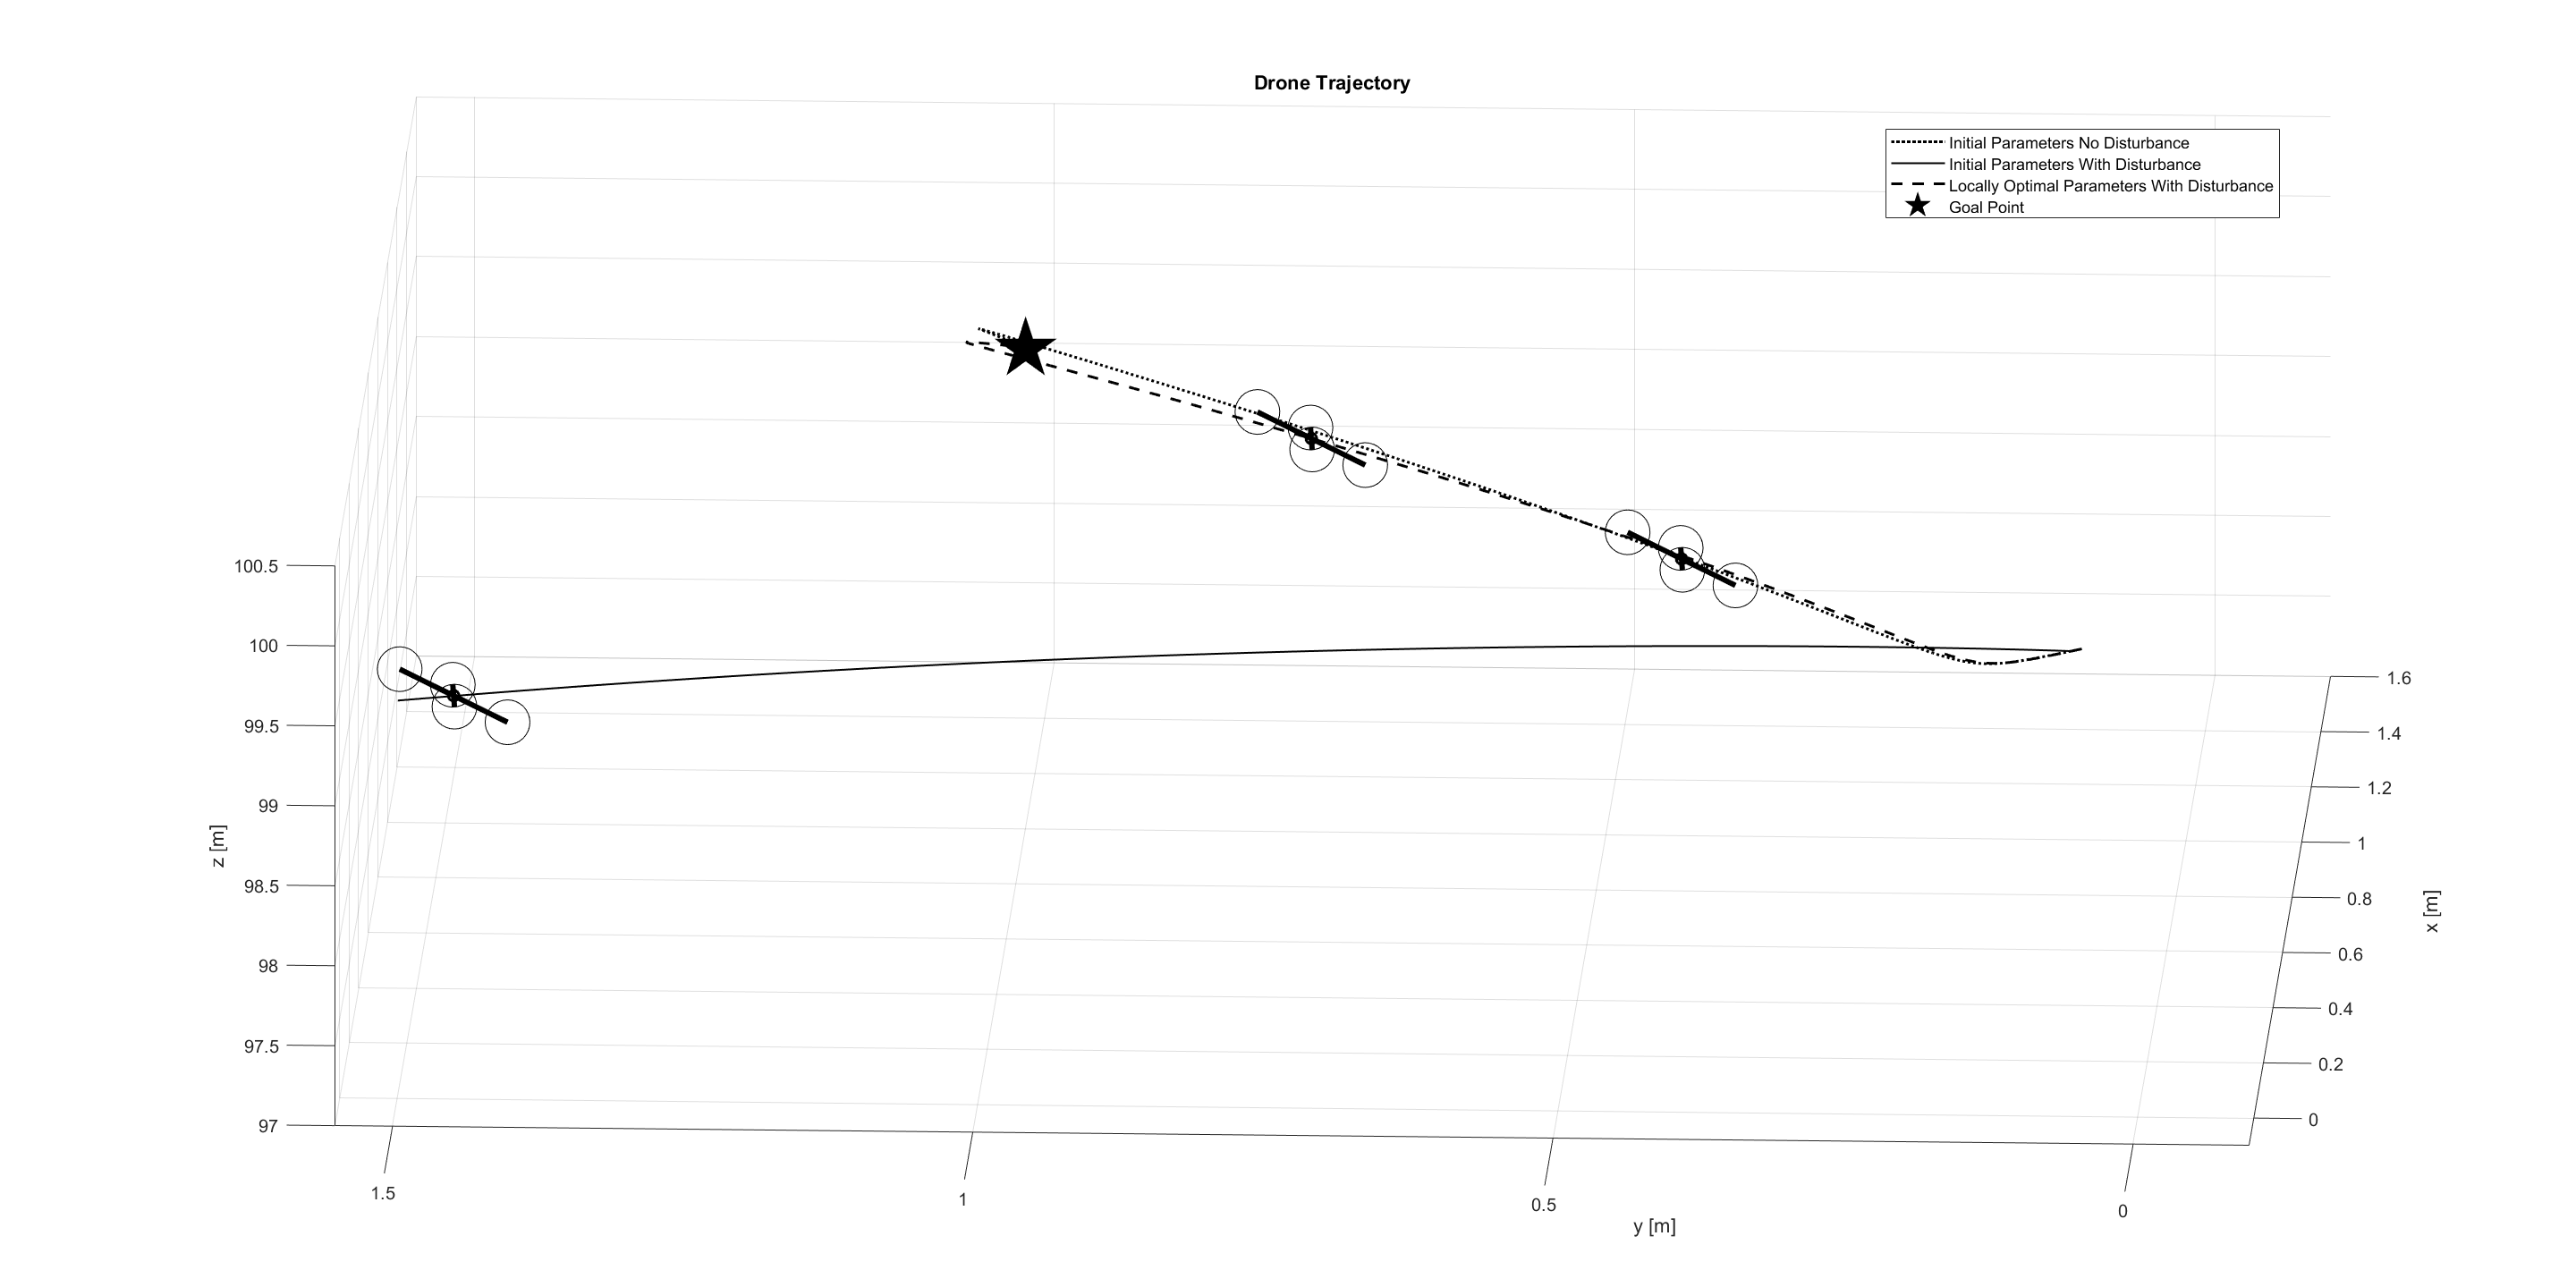 Drone Trajectory
Initial Parameters No Disturbance
Initial Parameters With Disturbance
Locally Optimal Parameters With Disturbance
Goal Point
100.5
100
99.5
99
98.5
98
97.5
97
z [m]
1.6
1.4
1.2
1
0.8
0.6
0.4
0.2
0
x [m]
1.5
1
0.5
0
y [m]